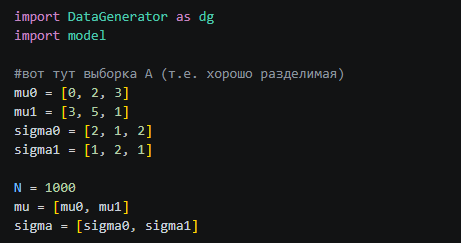 import DataGenerator as dg
import model
#вот тут выборка A (т.е. хорошо разделимая)
mu0 = [0, 2, 3]
mu1 = [3, 5, 1]
sigma0 = [2, 1, 2]
sigma1 = [1, 2, 1]
N = 1000
mu = [mu0, mu1]
sigma = [sigma0, sigma1]